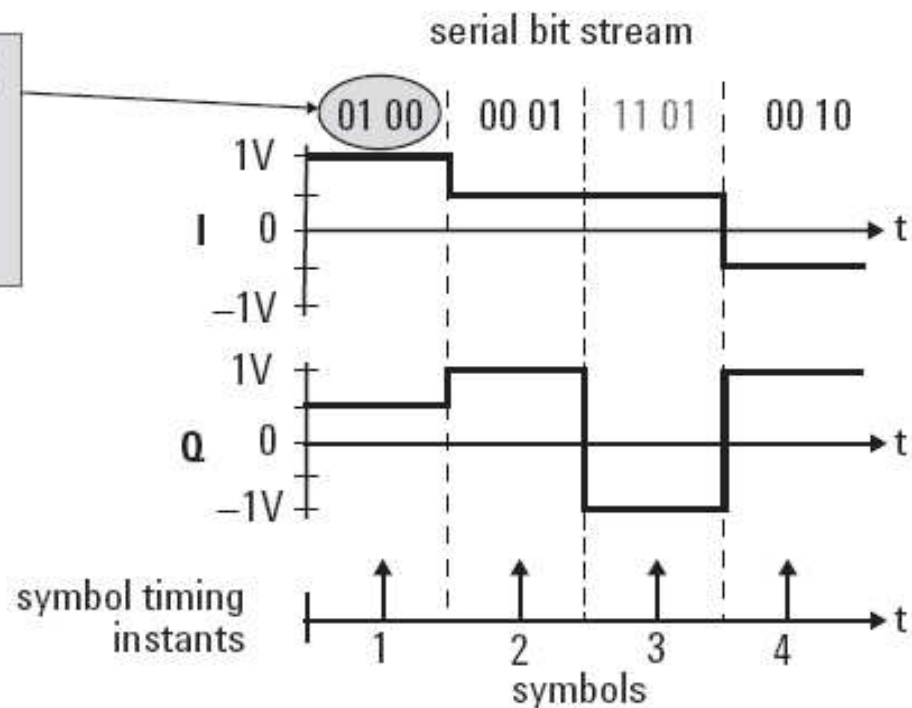 serial bit stream
01 00 00 01 11 01 00 10
1V
I 0 t
–1V
1V
Q 0 t
–1V
symbol timing t
instants
1 2 3 4
symbols